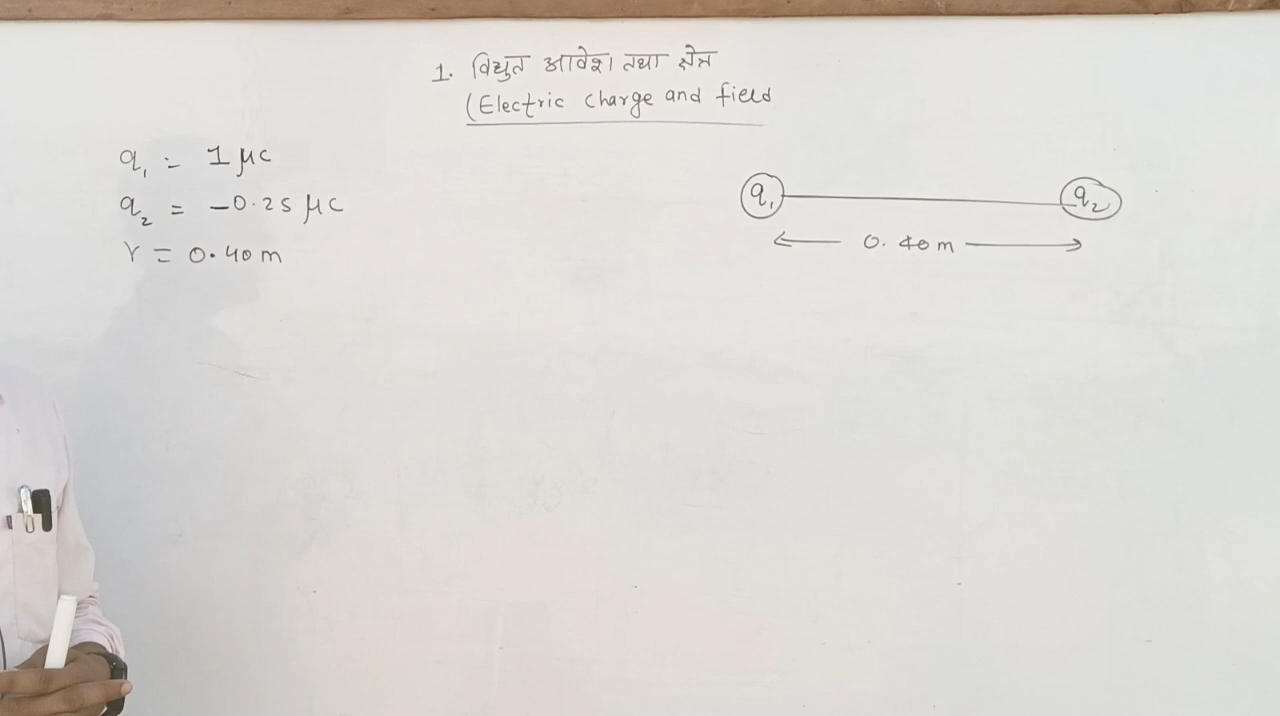 1. विद्युत आवेश तथा क्षेत्र
(Electric charge and field
q₁ = 1 μc
q₂ = -0.25 μc
r = 0.40 m
q₁ q₂
0.40m